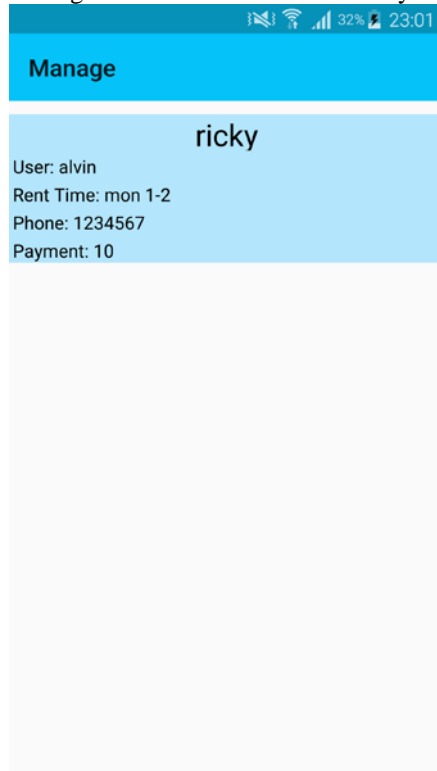 32% 23:01
Manage
ricky
User: alvin
Rent Time: mon 1-2
Phone: 1234567
Payment: 10